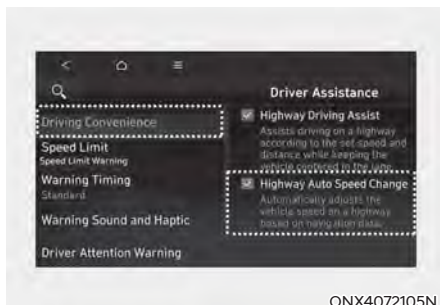 Driver Assistance
Driving Convenience
Speed Limit
Speed Limit Warning
Warning Timing
Standard
Warning Sound and Haptic
Driver Attention Warning
Highway Driving Assist
Assists driving on a highway
according to the set speed and
distance while keeping the
vehicle centered in the lane.
Highway Auto Speed Change
Automatically adjusts the
vehicle speed on a highway
based on navigation data.
ONX4072105N